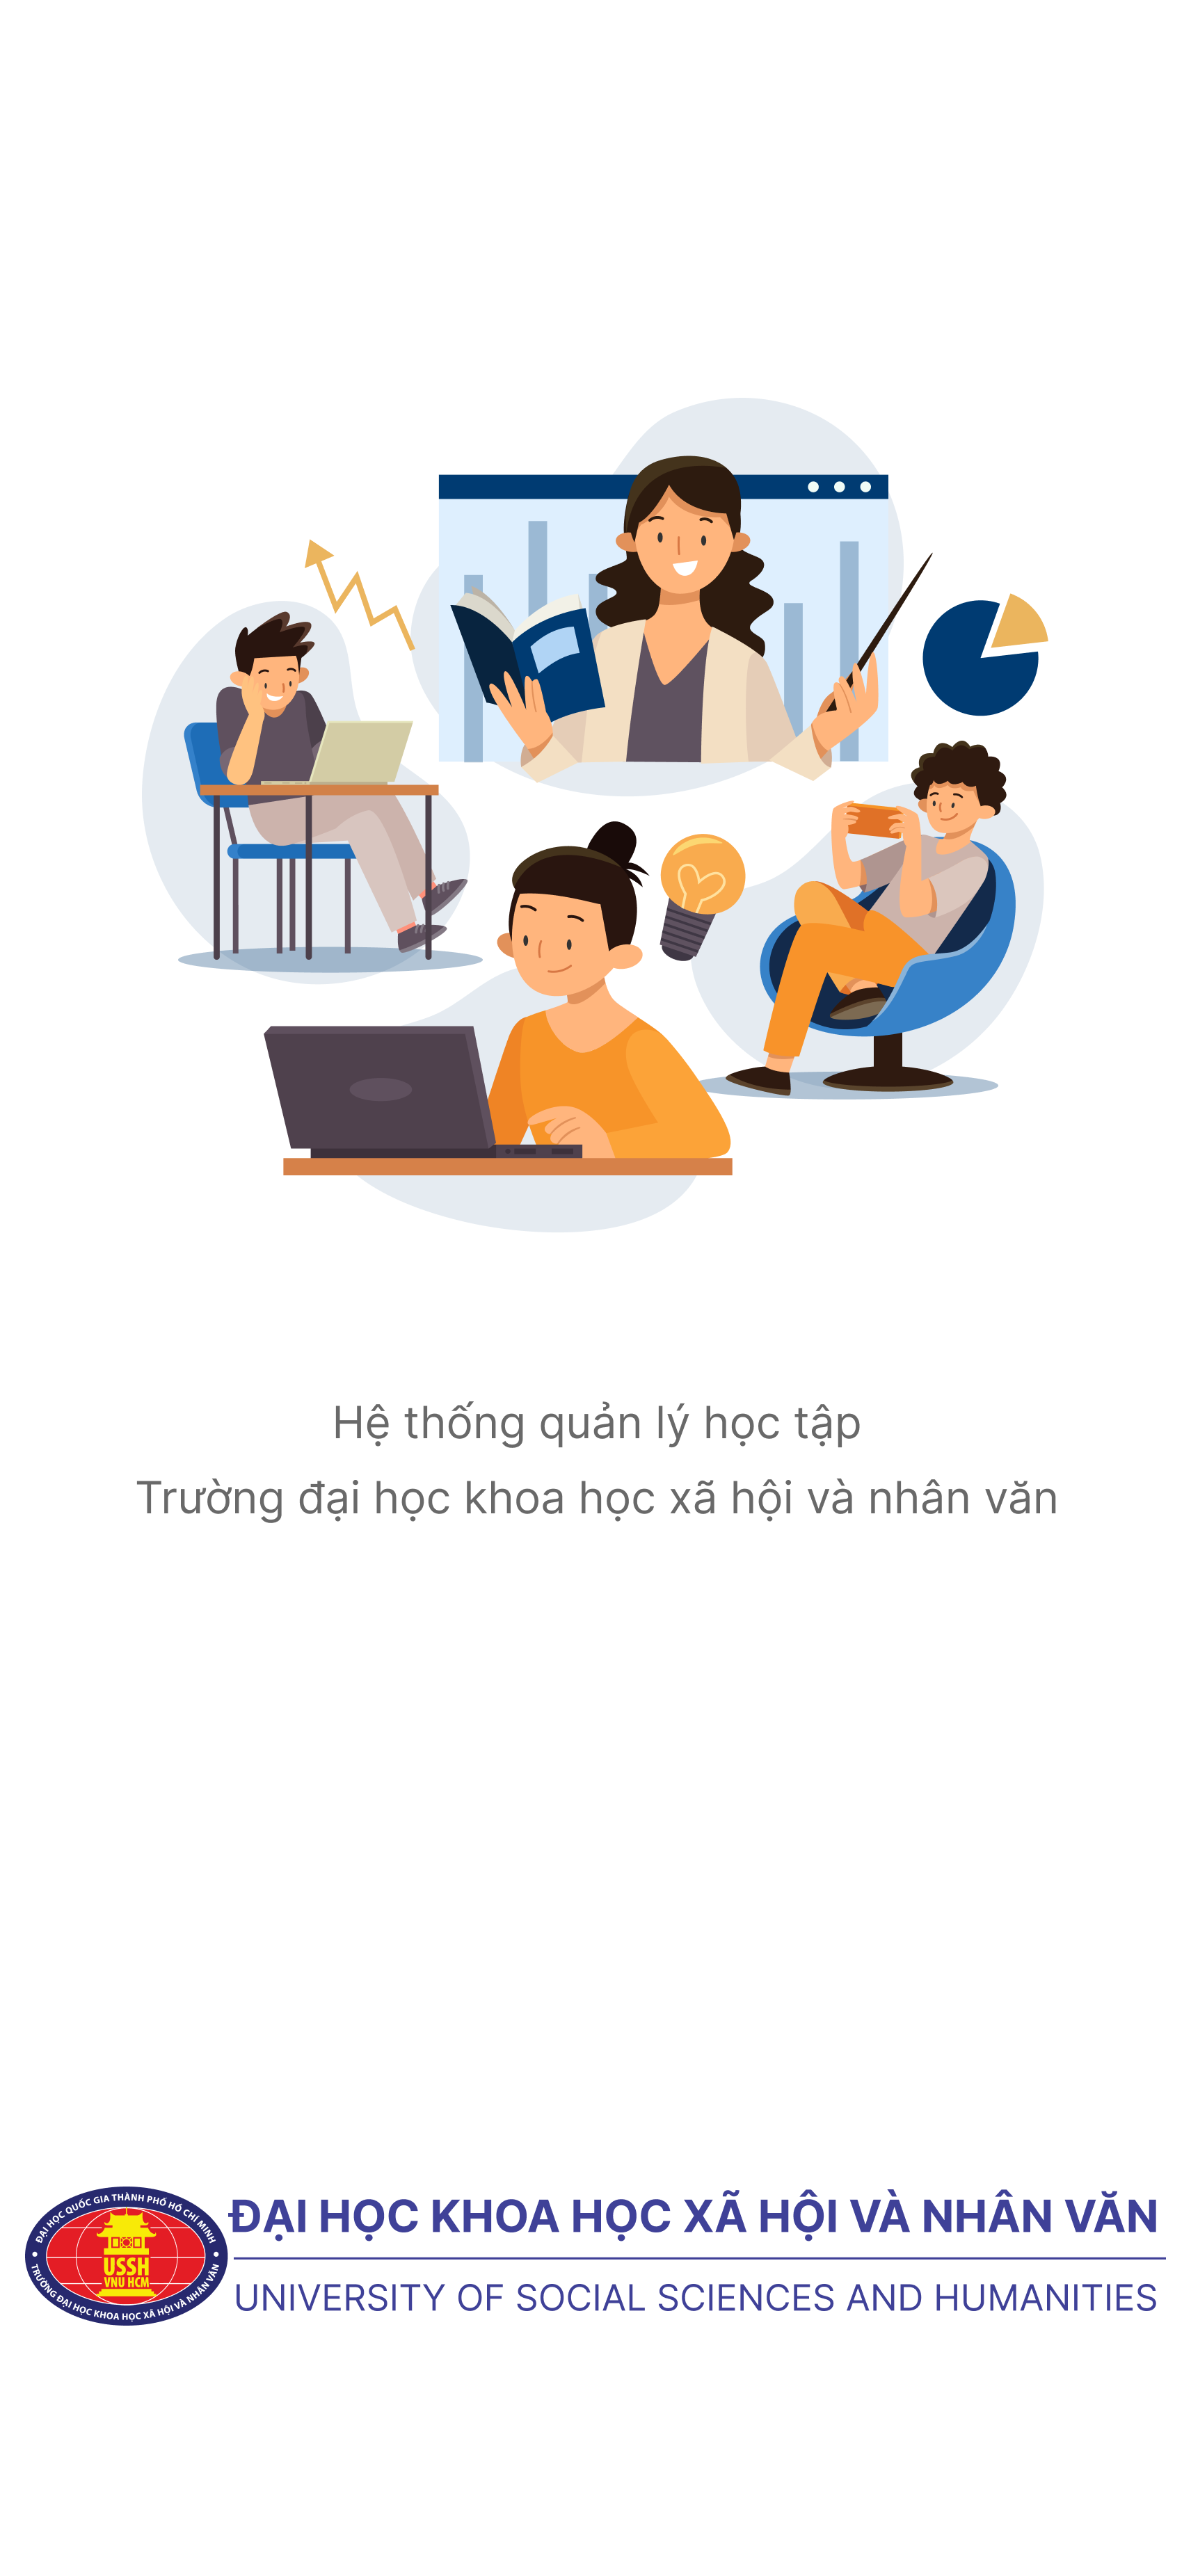 Hệ thống quản lý học tập
Trường đại học khoa học xã hội và nhân văn
ĐẠI HỌC QUỐC GIA THÀNH PHỐ HỒ CHÍ MINH
USSH
VNU HCM
TRƯỜNG ĐẠI HỌC KHOA HỌC XÃ HỘI VÀ NHÂN VĂN
ĐẠI HỌC KHOA HỌC XÃ HỘI VÀ NHÂN VĂN
UNIVERSITY OF SOCIAL SCIENCES AND HUMANITIES